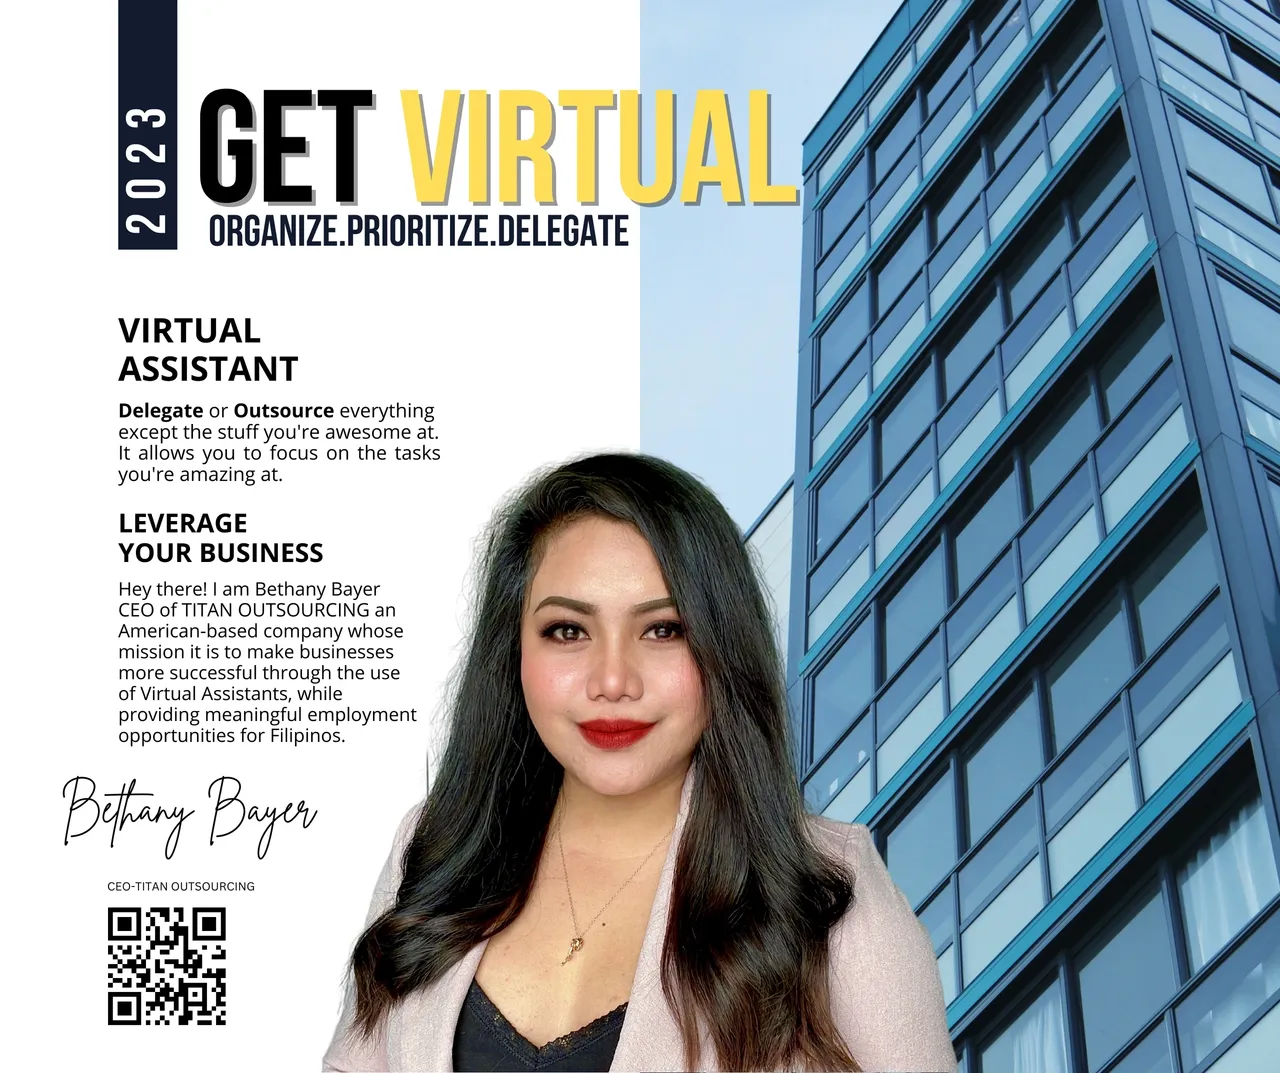 2023
GET VIRTUAL
ORGANIZE.PRIORITIZE.DELEGATE
VIRTUAL
ASSISTANT
Delegate or Outsource everything
except the stuff you're awesome at.
It allows you to focus on the tasks
you're amazing at.
LEVERAGE
YOUR BUSINESS
Hey there! I am Bethany Bayer
CEO of TITAN OUTSOURCING an
American-based company whose
mission it is to make businesses
more successful through the use
of Virtual Assistants, while
providing meaningful employment
opportunities for Filipinos.
Bethany Bayer
CEO-TITAN OUTSOURCING